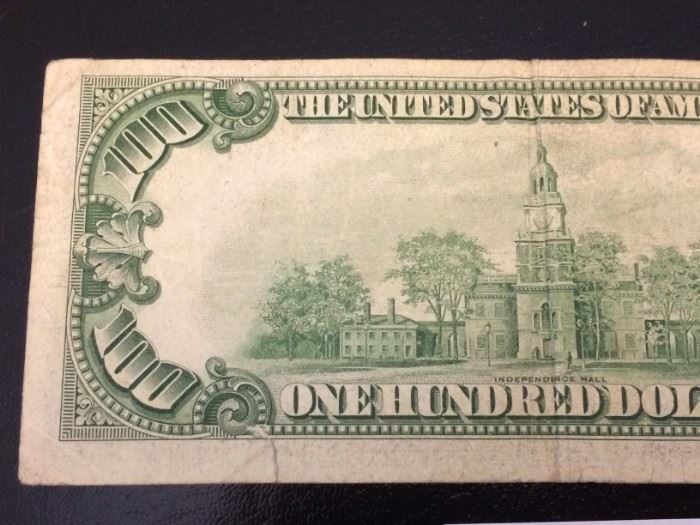 THE UNITED STATES OF AM
100
INDEPENDENCE HALL
100
ONE HUNDRED DOL